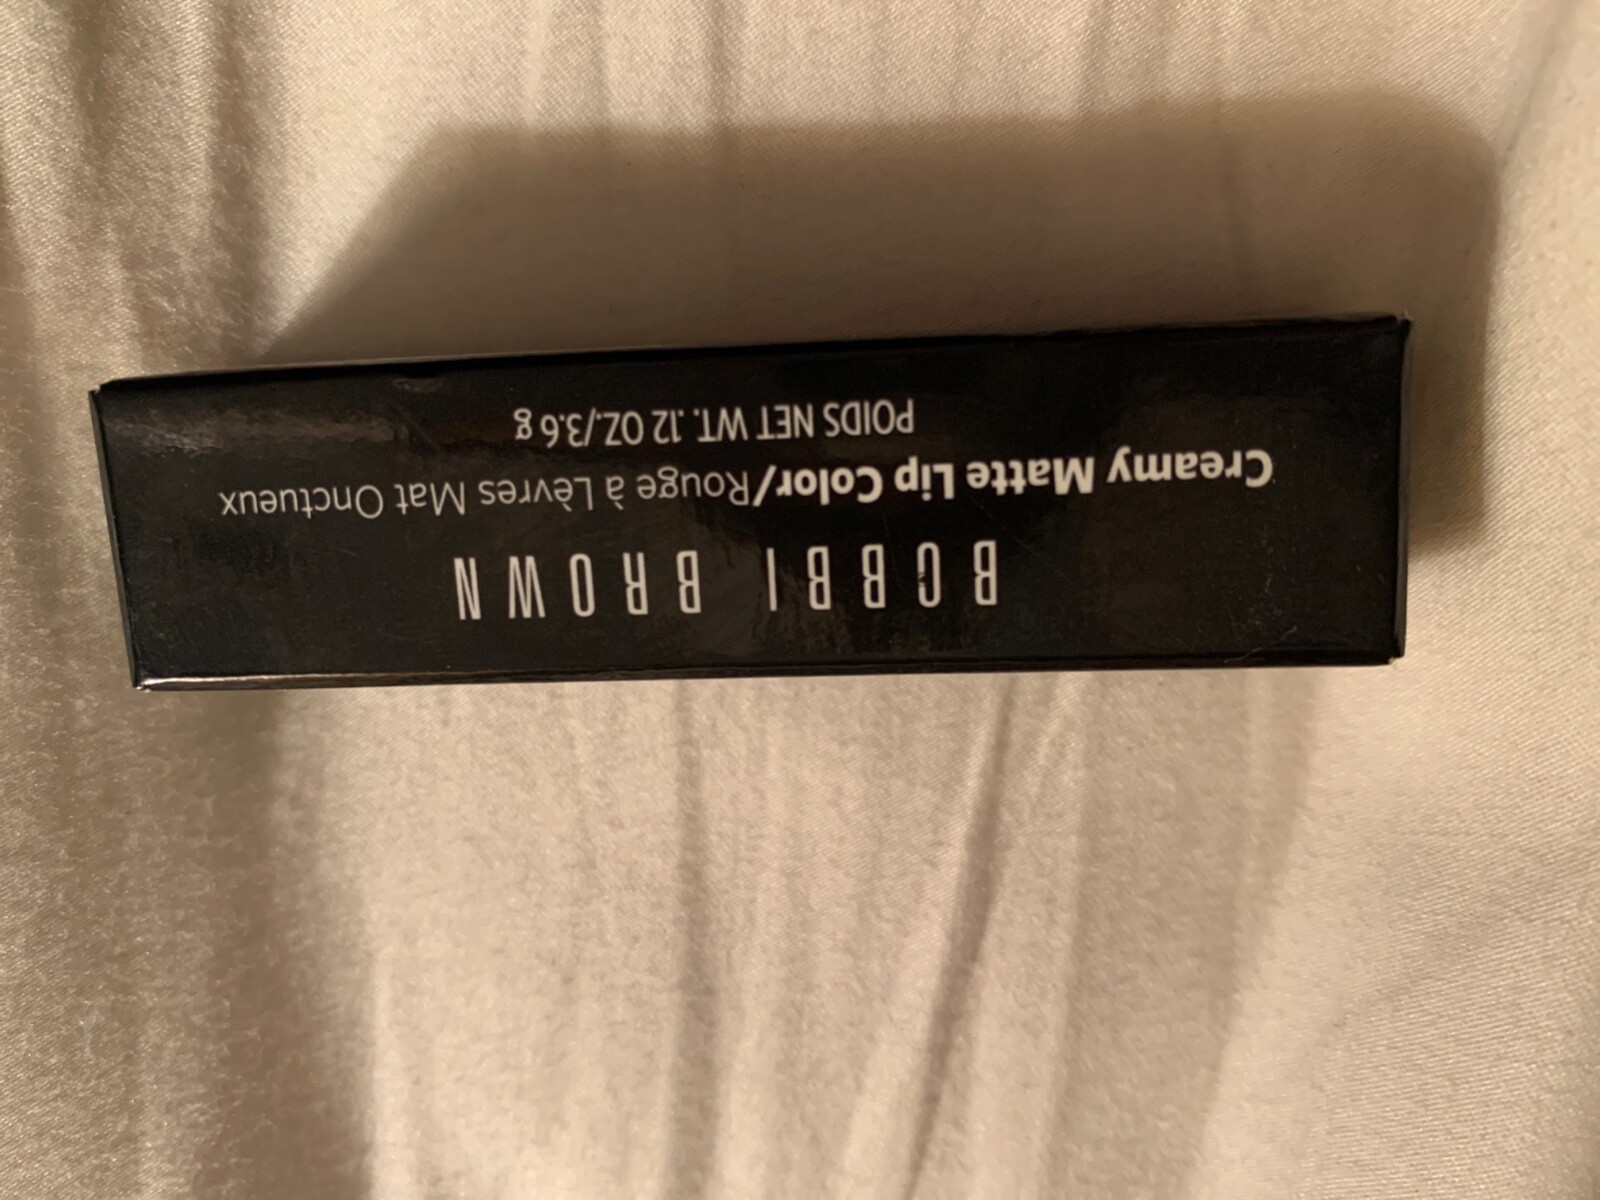 BOBBI BROWN
Creamy Matte Lip Color/Rouge à Lèvres Mat Onctueux
POIDS NET WT. .12 OZ./3.6 g